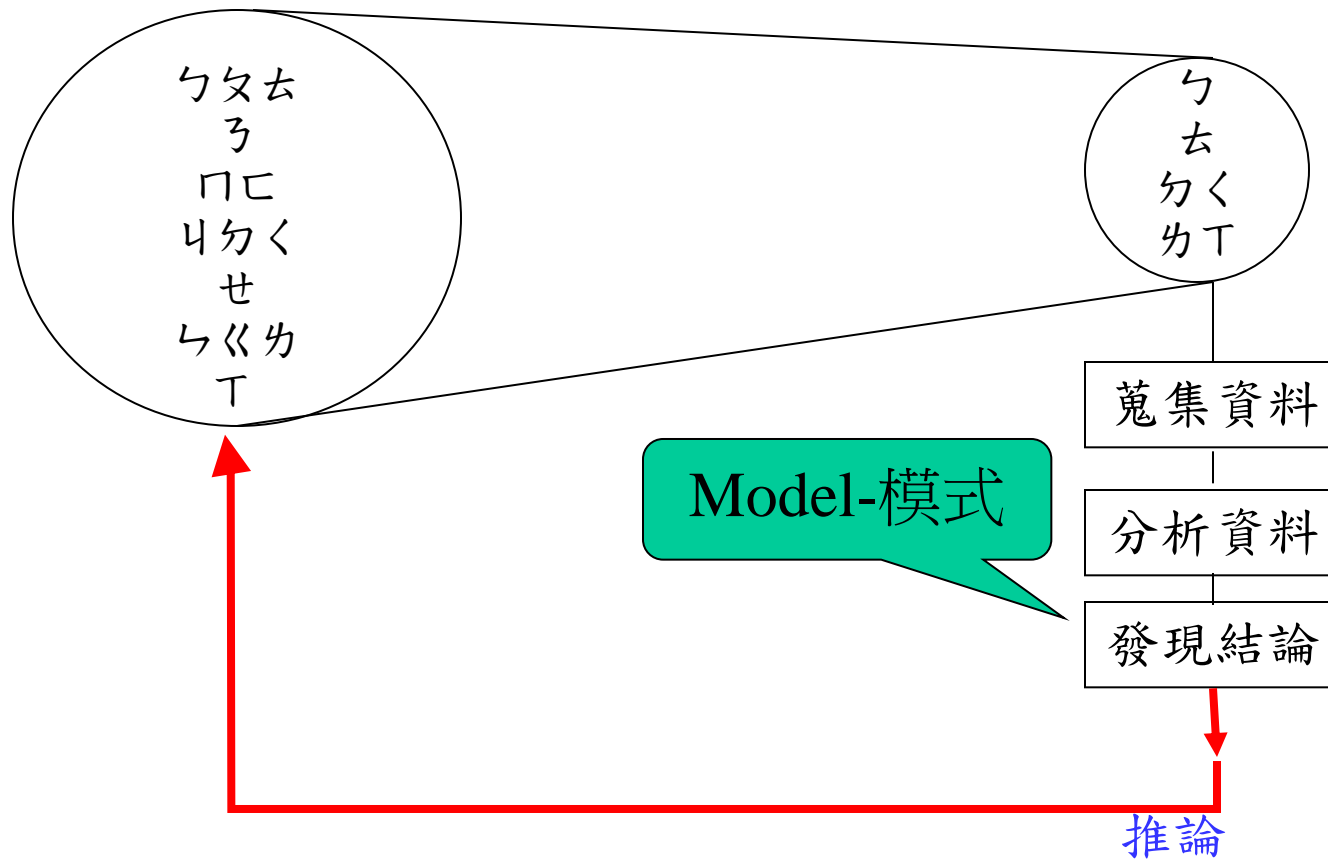 ㄅㄆㄊ
ㄋ
ㄇㄈ
ㄐㄉㄑ
ㄝ
ㄣㄍㄌ
ㄒ
ㄅ
ㄊ
ㄉㄑ
ㄌㄒ
蒐集資料
Model-模式
分析資料
發現結論
推論